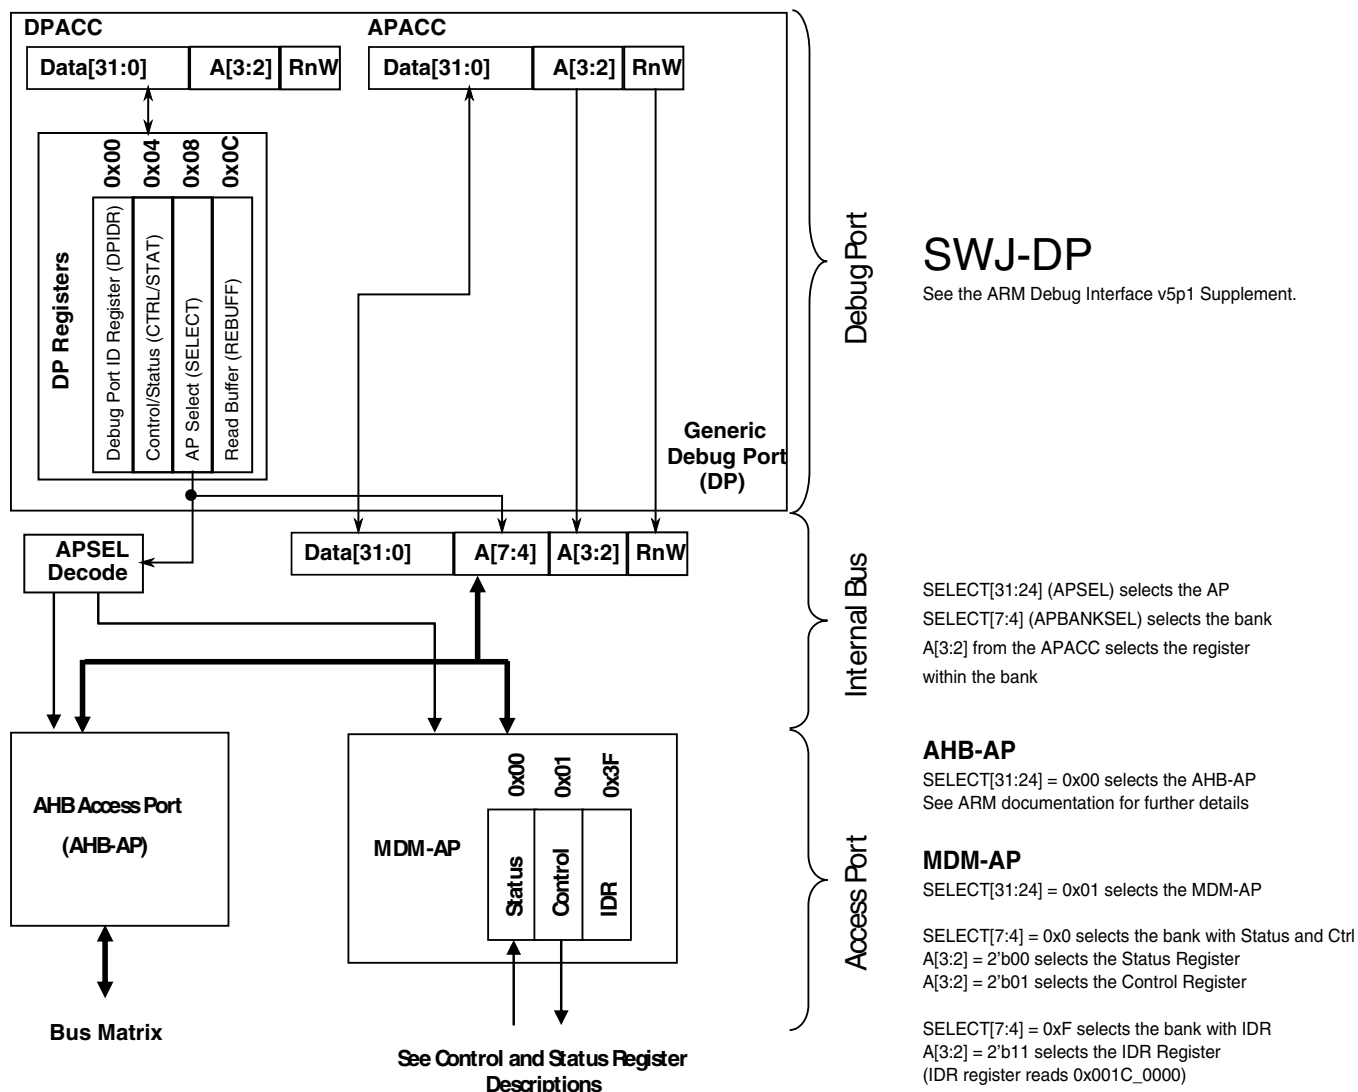 DPACC
APACC
Data[31:0] A[3:2] RnW
Data[31:0] A[3:2] RnW
0x00 0x04 0x08 0x0C
DP Registers
Debug Port ID Register (DPIDR)
Control/Status (CTRL/STAT)
AP Select (SELECT)
Read Buffer (REBUFF)
Generic
Debug Port
(DP)
Debug Port
SWJ-DP
See the ARM Debug Interface v5p1 Supplement.
APSEL
Decode
Data[31:0] A[7:4] A[3:2] RnW
Internal Bus
SELECT[31:24] (APSEL) selects the AP
SELECT[7:4] (APBANKSEL) selects the bank
A[3:2] from the APACC selects the register
within the bank
AHB Access Port
(AHB-AP)
Bus Matrix
MDM-AP
0x00 0x01 0x3F
Status
Control
IDR
See Control and Status Register
Descriptions
Access Port
AHB-AP
SELECT[31:24] = 0x00 selects the AHB-AP
See ARM documentation for further details
MDM-AP
SELECT[31:24] = 0x01 selects the MDM-AP
SELECT[7:4] = 0x0 selects the bank with Status and Ctrl
A[3:2] = 2'b00 selects the Status Register
A[3:2] = 2'b01 selects the Control Register
SELECT[7:4] = 0xF selects the bank with IDR
A[3:2] = 2'b11 selects the IDR Register
(IDR register reads 0x001C_0000)